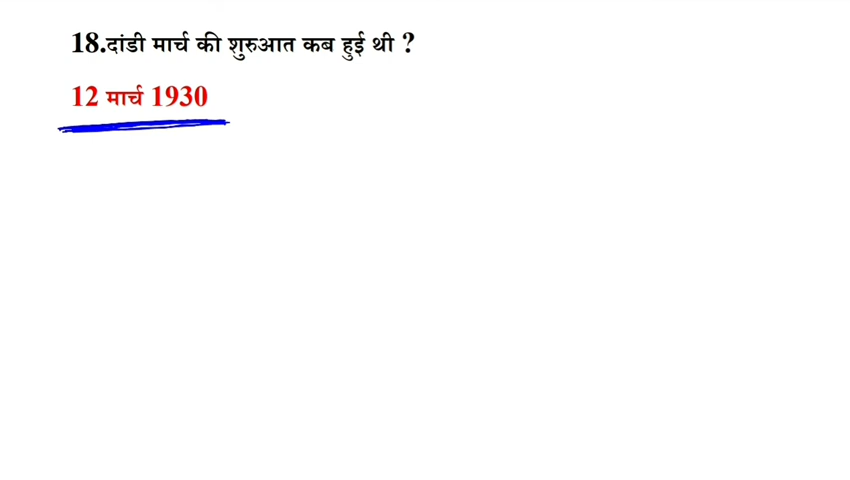 18.दांडी मार्च की शुरुआत कब हुई थी ?
12 मार्च 1930